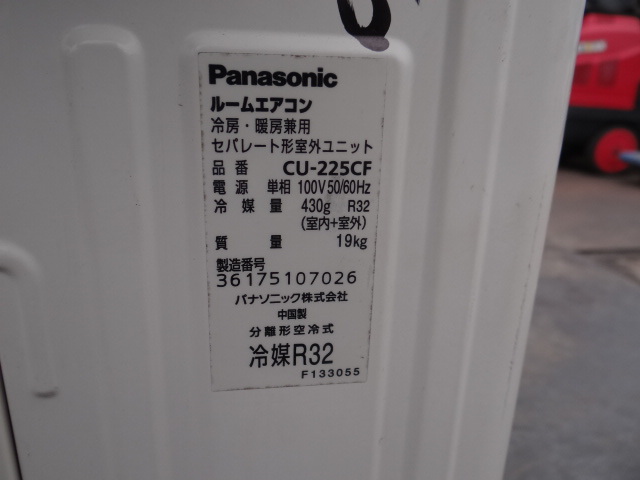 Panasonic
ルームエアコン
冷房・暖房兼用
セパレート形室外ユニット
品番 CU-225CF
電源 単相 100V 50/60Hz
冷媒量 430g R32
(室内+室外)
質量 19kg
製造番号
36175107026
パナソニック株式会社
中国製
分離形空冷式
冷媒R32
F133055